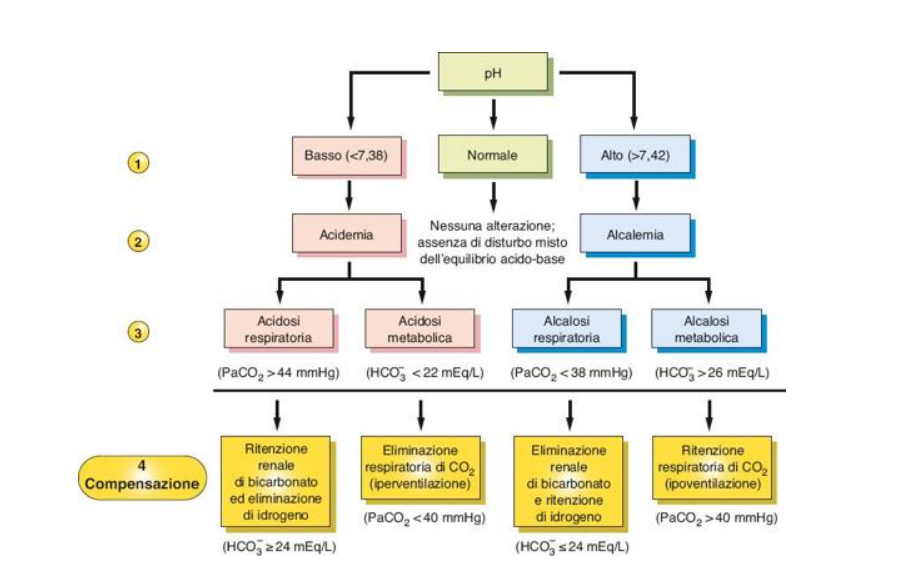 pH
1
Basso (<7,38)
Normale
Alto (>7,42)
2
Acidemia
Nessuna alterazione;
assenza di disturbo misto
dell'equilibrio acido-base
Alcalemia
3
Acidosi
respiratoria
Acidosi
metabolica
Alcalosi
respiratoria
Alcalosi
metabolica
(PaCO₂ > 44 mmHg)
(HCO₃⁻ < 22 mEq/L)
(PaCO₂ < 38 mmHg)
(HCO₃⁻ > 26 mEq/L)
4
Compensazione
Ritenzione
renale
di bicarbonato
ed eliminazione
di idrogeno
(HCO₃⁻ ≥ 24 mEq/L)
Eliminazione
respiratoria di CO₂
(iperventilazione)
(PaCO₂ < 40 mmHg)
Eliminazione
renale
di bicarbonato
e ritenzione
di idrogeno
(HCO₃⁻ ≤ 24 mEq/L)
Ritenzione
respiratoria di CO₂
(ipoventilazione)
(PaCO₂ > 40 mmHg)